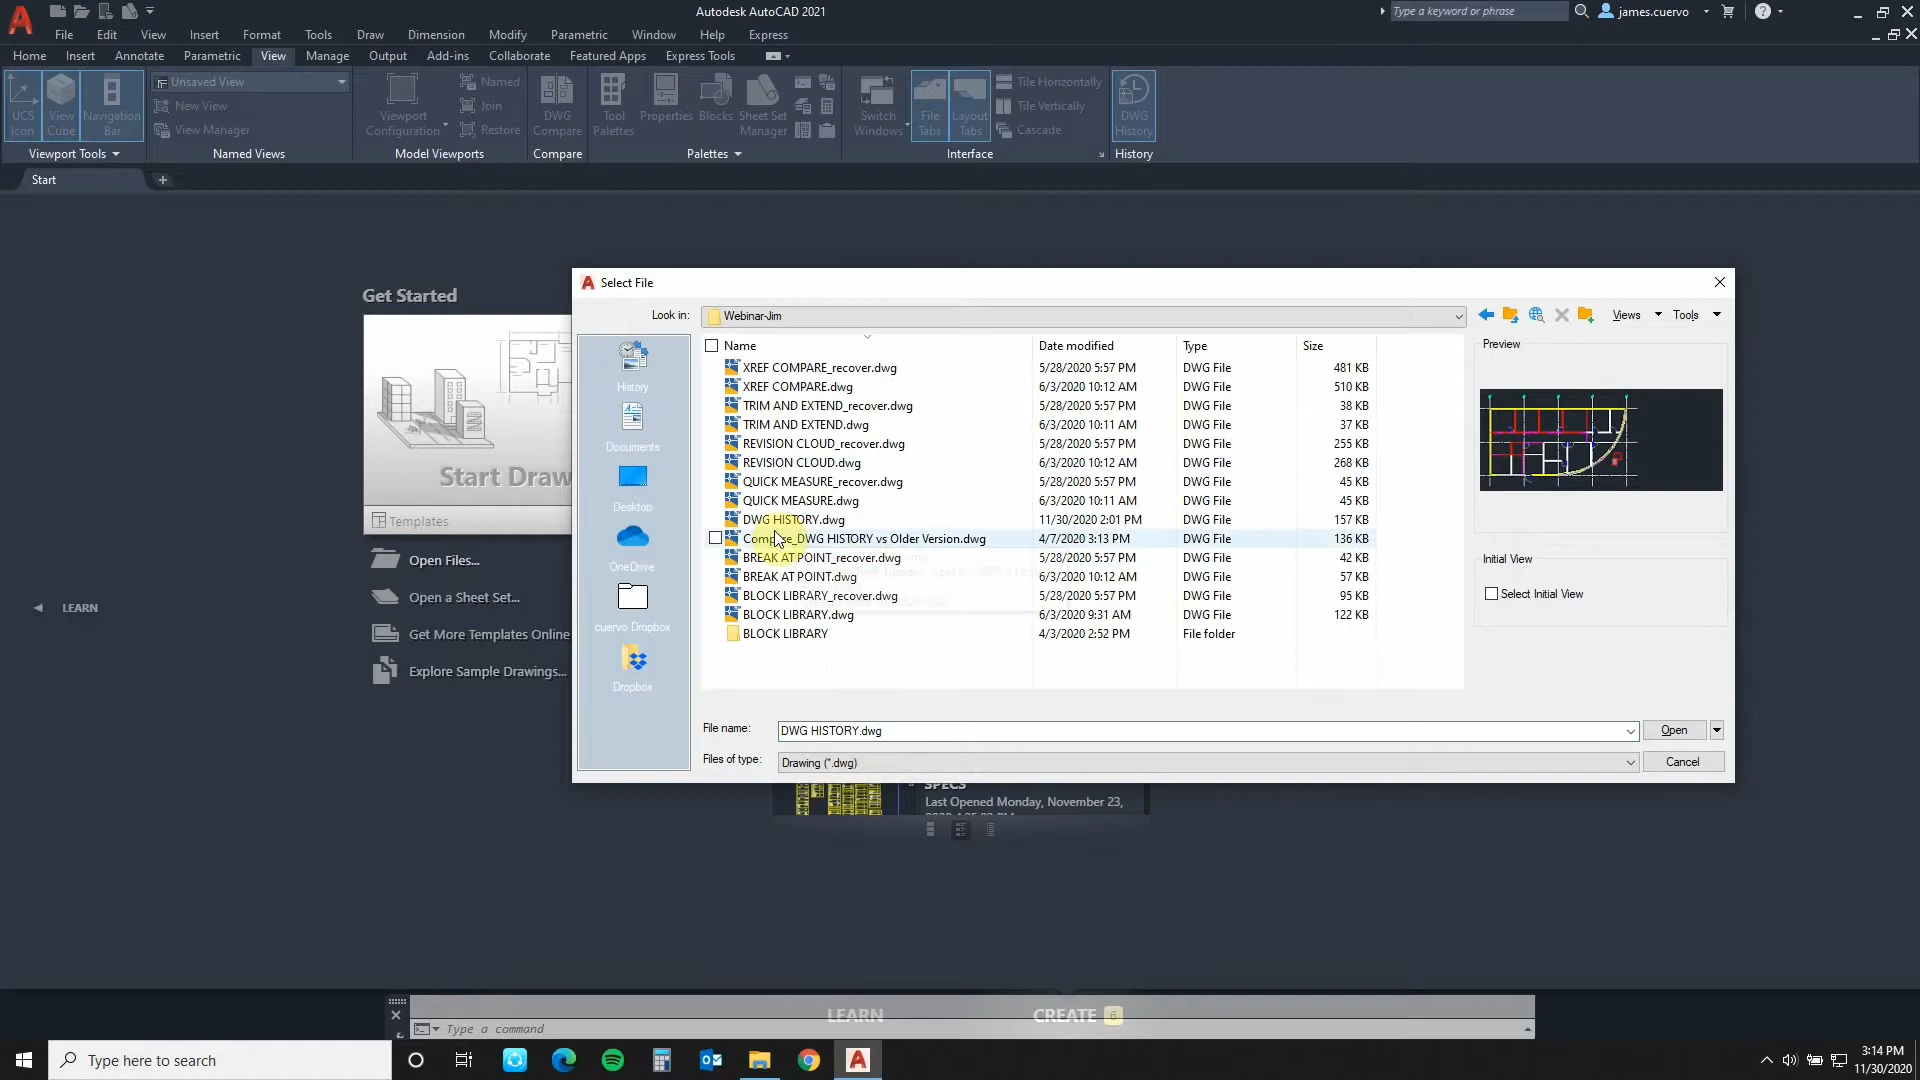 Autodesk AutoCAD 2021
Type a keyword or phrase
james.cuervo
File Edit View Insert Format Tools Draw Dimension Modify Parametric Window Help Express
Home Insert Annotate Parametric View Manage Output Add-ins Collaborate Featured Apps Express Tools
UCS Icon
View Cube
Navigation Bar
Viewport Tools
Unsaved View
New View
View Manager
Named Views
Viewport Configuration
Named
Join
Restore
Model Viewports
DWG Compare
Compare
Tool Palettes
Properties
Blocks
Sheet Set Manager
Palettes
Switch Windows
File Tabs
Layout Tabs
Tile Horizontally
Tile Vertically
Cascade
Interface
DWG History
History
Start
Get Started
Start Draw
Templates
Open Files...
Open a Sheet Set...
Get More Templates Online
Explore Sample Drawings...
LEARN
Select File
Look in: Webinar-Jim
Views Tools
History
Documents
Desktop
OneDrive
cuervo Dropbox
Dropbox
Name Date modified Type Size
XREF COMPARE_recover.dwg 5/28/2020 5:57 PM DWG File 481 KB
XREF COMPARE.dwg 6/3/2020 10:12 AM DWG File 510 KB
TRIM AND EXTEND_recover.dwg 5/28/2020 5:57 PM DWG File 38 KB
TRIM AND EXTEND.dwg 6/3/2020 10:11 AM DWG File 37 KB
REVISION CLOUD_recover.dwg 5/28/2020 5:57 PM DWG File 255 KB
REVISION CLOUD.dwg 6/3/2020 10:12 AM DWG File 268 KB
QUICK MEASURE_recover.dwg 5/28/2020 5:57 PM DWG File 45 KB
QUICK MEASURE.dwg 6/3/2020 10:11 AM DWG File 45 KB
DWG HISTORY.dwg 11/30/2020 2:01 PM DWG File 157 KB
Compare_DWG HISTORY vs Older Version.dwg 4/7/2020 3:13 PM DWG File 136 KB
BREAK AT POINT_recover.dwg 5/28/2020 5:57 PM DWG File 42 KB
BREAK AT POINT.dwg 6/3/2020 10:12 AM DWG File 57 KB
BLOCK LIBRARY_recover.dwg 5/28/2020 5:57 PM DWG File 95 KB
BLOCK LIBRARY.dwg 6/3/2020 9:31 AM DWG File 122 KB
BLOCK LIBRARY 4/3/2020 2:52 PM File folder
Preview
Initial View
Select Initial View
File name: DWG HISTORY.dwg Open
Files of type: Drawing (*.dwg) Cancel
SPECS
Last Opened Monday, November 23,
LEARN CREATE 6
Type a command
Type here to search
3:14 PM
11/30/2020